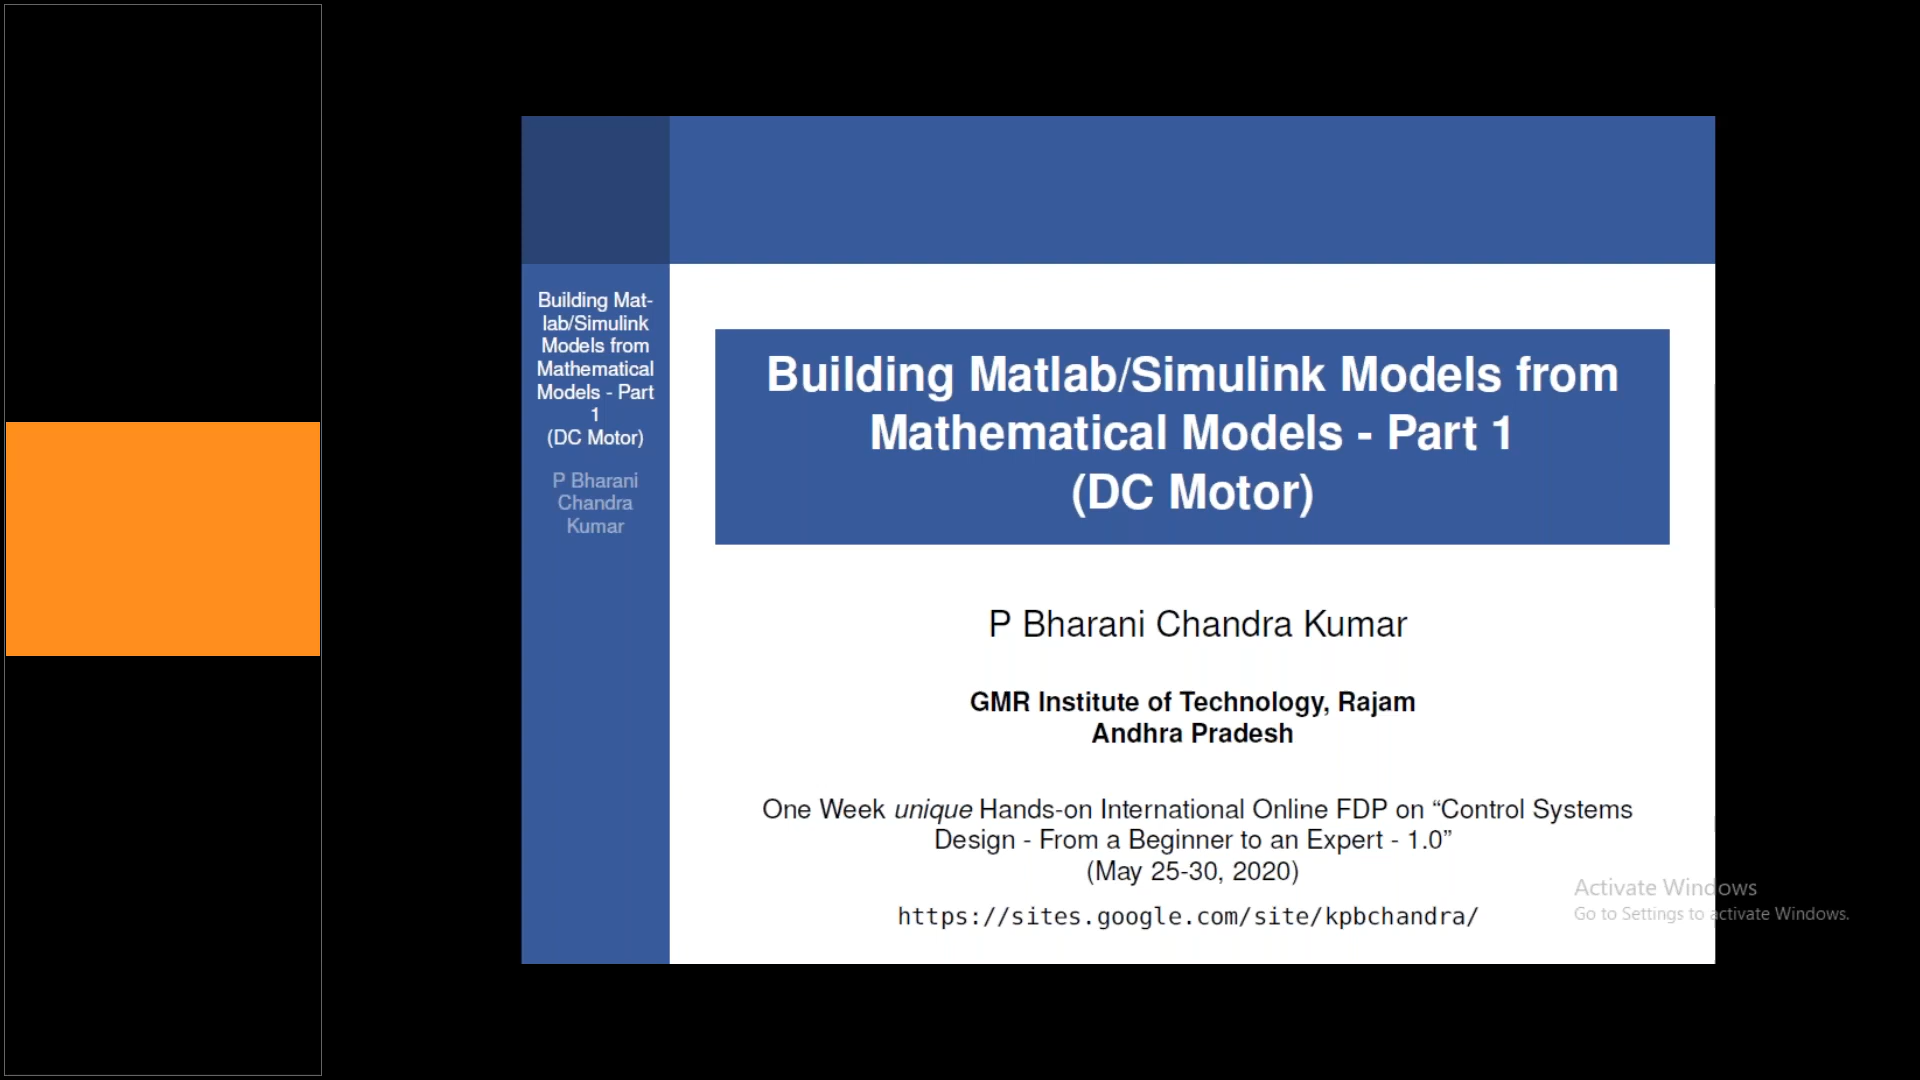 Building Mat-
lab/Simulink
Models from
Mathematical
Models - Part
1
(DC Motor)
P Bharani
Chandra
Kumar
Building Matlab/Simulink Models from
Mathematical Models - Part 1
(DC Motor)
P Bharani Chandra Kumar
GMR Institute of Technology, Rajam
Andhra Pradesh
One Week unique Hands-on International Online FDP on “Control Systems
Design - From a Beginner to an Expert - 1.0”
(May 25-30, 2020)
https://sites.google.com/site/kpbchandra/
Activate Windows
Go to Settings to activate Windows.